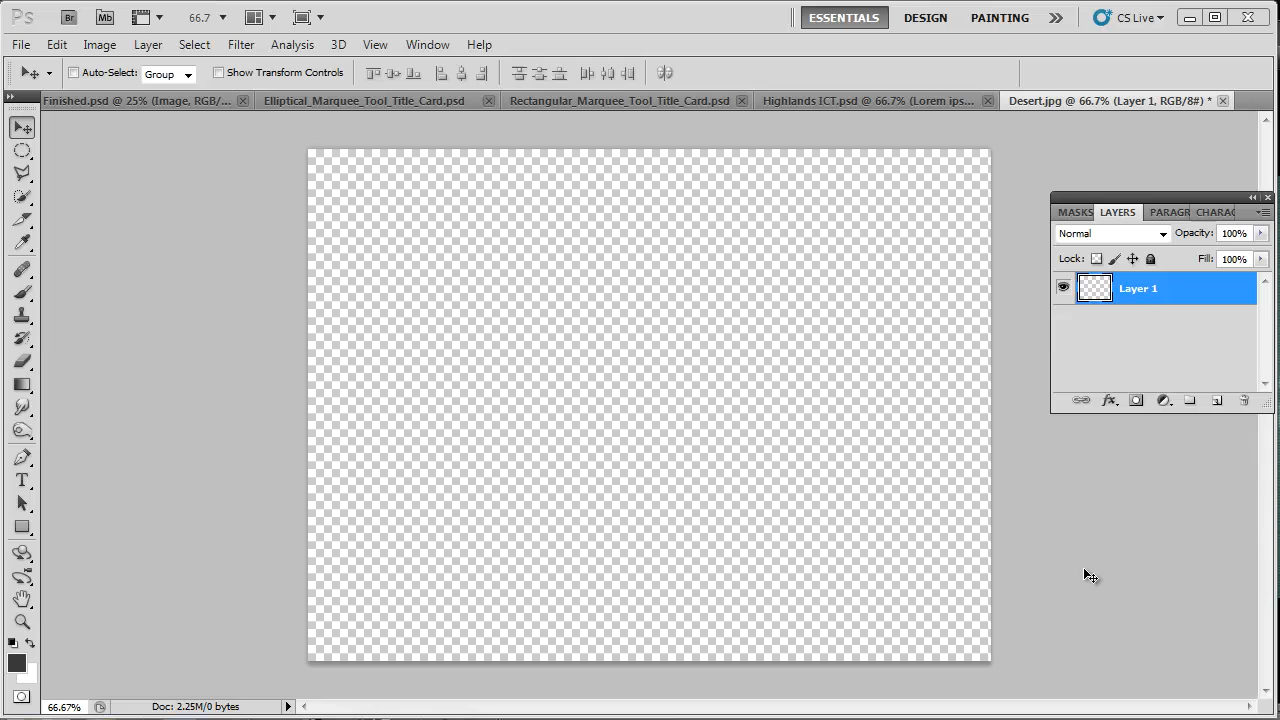 Ps Br Mb 66.7 ESSENTIALS DESIGN PAINTING CS Live
File Edit Image Layer Select Filter Analysis 3D View Window Help
Auto-Select: Group Show Transform Controls
Finished.psd @ 25% (Image, RGB/... Elliptical_Marquee_Tool_Title_Card.psd Rectangular_Marquee_Tool_Title_Card.psd Highlands ICT.psd @ 66.7% (Lorem ips... Desert.jpg @ 66.7% (Layer 1, RGB/8#) *
MASKS LAYERS PARAGR CHARAC
Normal Opacity: 100%
Lock: Fill: 100%
Layer 1
fx
T
66.67% Doc: 2.25M/0 bytes